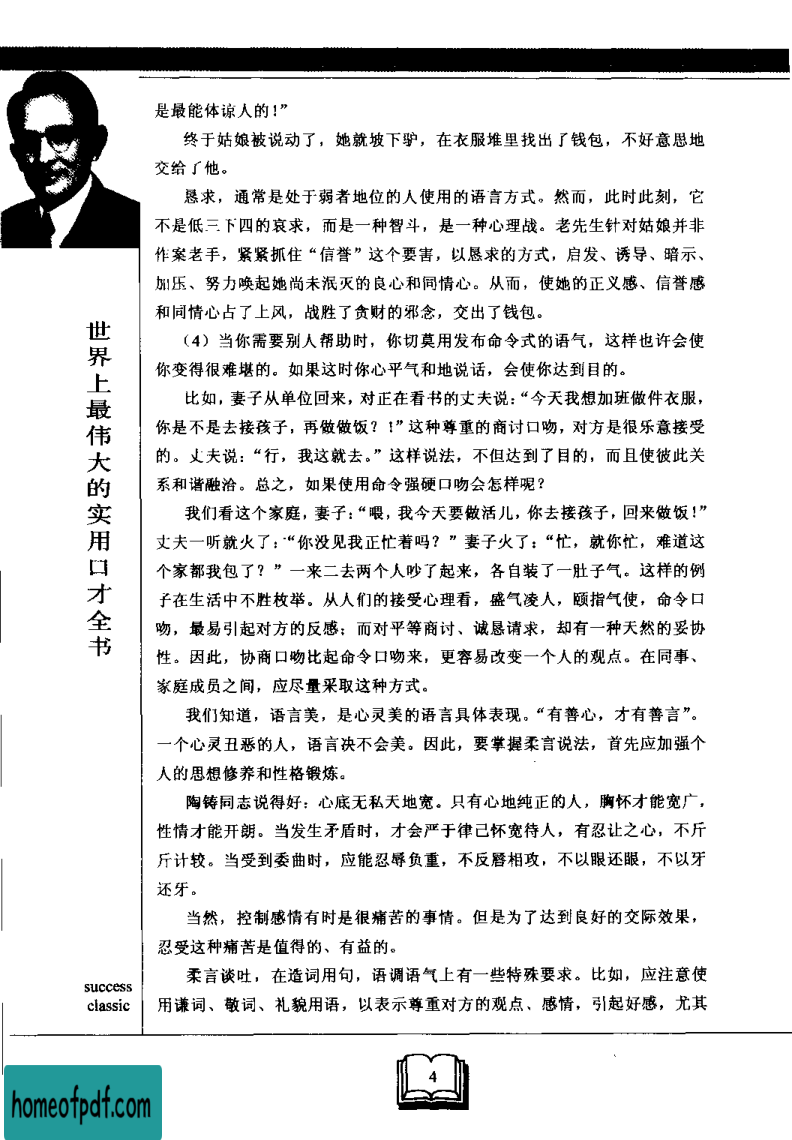 是最能体谅人的!”
终于姑娘被说动了，她就坡下驴，在衣服堆里找出了钱包，不好意思地
交给了他。
恳求，通常是处于弱者地位的人使用的语言方式。然而，此时此刻，它
不是低三下四的哀求，而是一种智斗，是一种心理战。老先生针对姑娘并非
作案老手，紧紧抓住“信誉”这个要害，以恳求的方式，启发、诱导、暗示、
加压、努力唤起她尚未泯灭的良心和同情心。从而，使她的正义感、信誉感
和同情心占了上风，战胜了贪财的邪念，交出了钱包。
（4）当你需要别人帮助时，你切莫用发布命令式的语气，这样也许会使
你变得很难堪的。如果这时你心平气和地说话，会使你达到目的。
比如，妻子从单位回来，对正在看书的丈夫说：“今天我想加班做件衣服，
你是不是去接孩子，再做做饭？!”这种尊重的商讨口吻，对方是很乐意接受
的。丈夫说：“行，我这就去。”这样说法，不但达到了目的，而且使彼此关
系和谐融洽。总之，如果使用命令强硬口吻会怎样呢？
我们看这个家庭，妻子：“喂，我今天要做活儿，你去接孩子，回来做饭!”
丈夫一听就火了：“你没见我正忙着吗？”妻子火了：“忙，就你忙，难道这
个家都我包了？”一来二去两个人吵了起来，各自装了一肚子气。这样的例
子在生活中不胜枚举。从人们的接受心理看，盛气凌人，颐指气使，命令口
吻，最易引起对方的反感；而对平等商讨、诚恳请求，却有一种天然的妥协
性。因此，协商口吻比起命令口吻来，更容易改变一个人的观点。在同事、
家庭成员之间，应尽量采取这种方式。
我们知道，语言美，是心灵美的语言具体表现。“有善心，才有善言”。
一个心灵丑恶的人，语言决不会美。因此，要掌握柔言说法，首先应加强个
人的思想修养和性格锻炼。
陶铸同志说得好：心底无私天地宽。只有心地纯正的人，胸怀才能宽广，
性情才能开朗。当发生矛盾时，才会严于律己怀宽待人，有忍让之心，不斤
斤计较。当受到委曲时，应能忍辱负重，不反唇相攻，不以眼还眼，不以牙
还牙。
当然，控制感情有时是很痛苦的事情。但是为了达到良好的交际效果，
忍受这种痛苦是值得的、有益的。
柔言谈吐，在造词用句，语调语气上有一些特殊要求。比如，应注意使
用谦词、敬词、礼貌用语，以表示尊重对方的观点、感情，引起好感，尤其
世界上最伟大的实用口才全书
success
classic
4
homeofpdf.com